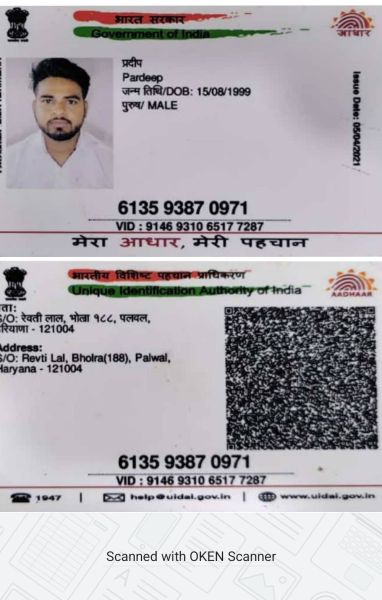 भारत सरकार
Government of India
आधार
प्रदीप
Pardeep
जन्म तिथि/DOB: 15/08/1999
पुरुष/ MALE
Issue Date: 05/04/2021
6135 9387 0971
VID : 9146 9310 6517 7287
मेरा आधार, मेरी पहचान
भारतीय विशिष्ट पहचान प्राधिकरण
Unique Identification Authority of India
AADHAAR
ता:
S/O: रेवती लाल, भोला १८८, पलवल,
रियाणा - 121004
Address:
S/O: Revti Lal, Bholra(188), Palwal,
Haryana - 121004
6135 9387 0971
VID : 9146 9310 6517 7287
1947 | help@uidai.gov.in | www.uidai.gov.in
Scanned with OKEN Scanner